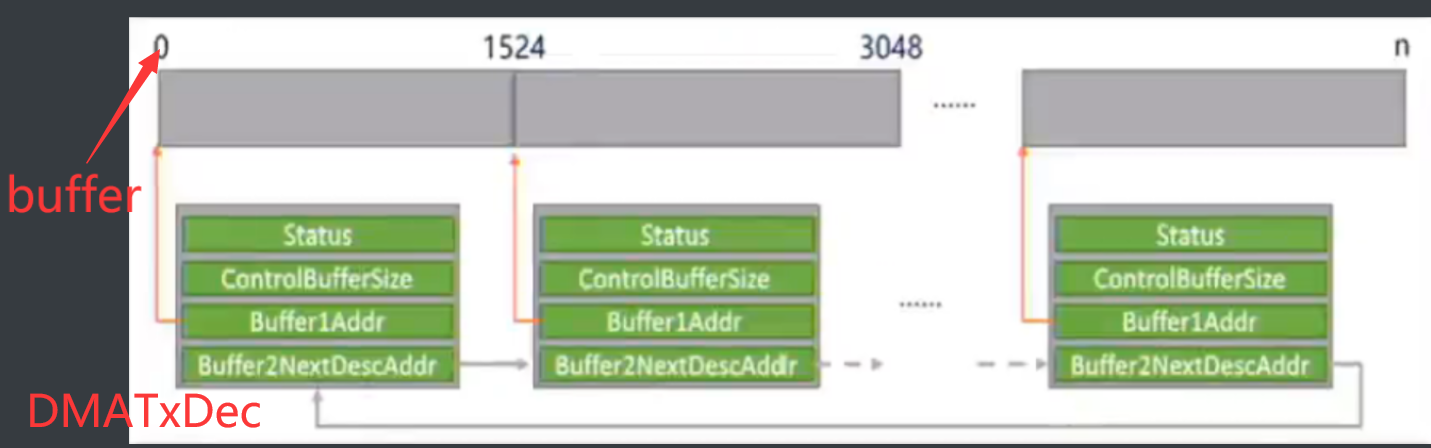 0 1524 3048 n
......
buffer
Status Status Status
ControlBufferSize ControlBufferSize ControlBufferSize
......
Buffer1Addr Buffer1Addr Buffer1Addr
Buffer2NextDescAddr Buffer2NextDescAddr Buffer2NextDescAddr
DMATxDec